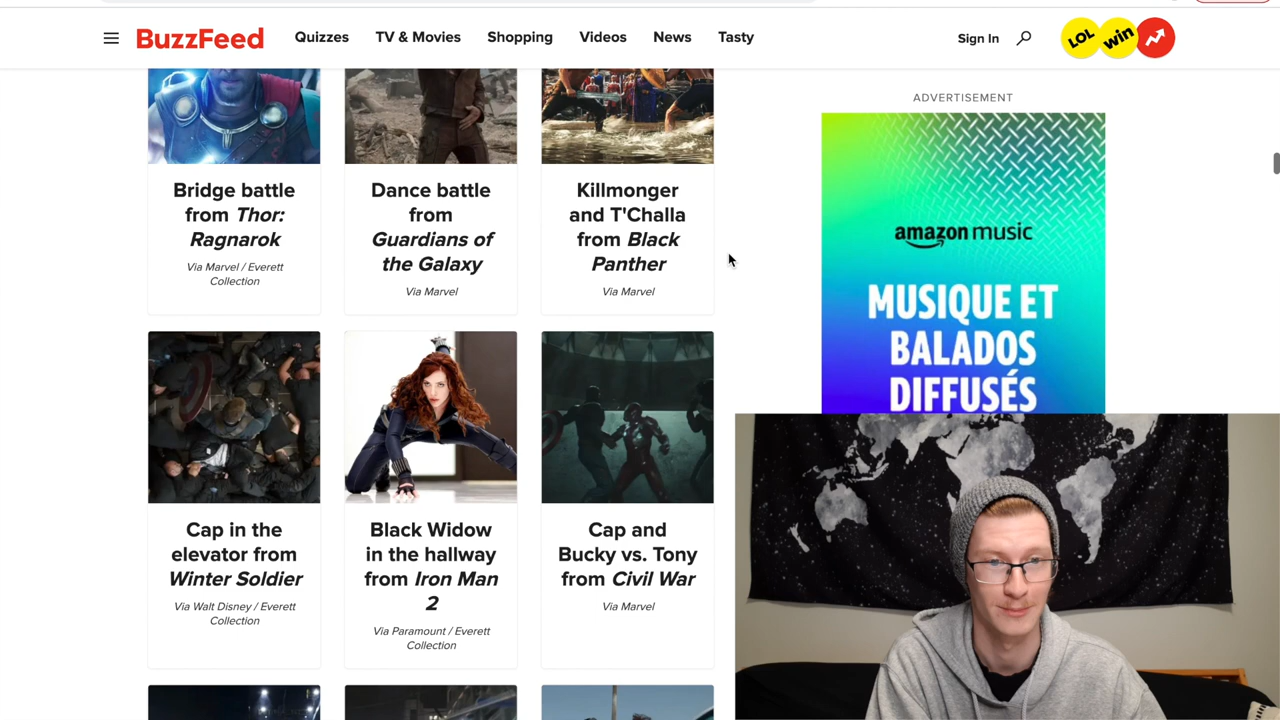 BuzzFeed
Quizzes
TV & Movies
Shopping
Videos
News
Tasty
Sign In
LOL
win
ADVERTISEMENT
amazon music
MUSIQUE ET
BALADOS
DIFFUSÉS
Bridge battle
from Thor:
Ragnarok
Via Marvel / Everett
Collection
Dance battle
from
Guardians of
the Galaxy
Via Marvel
Killmonger
and T'Challa
from Black
Panther
Via Marvel
Cap in the
elevator from
Winter Soldier
Via Walt Disney / Everett
Collection
Black Widow
in the hallway
from Iron Man
2
Via Paramount / Everett
Collection
Cap and
Bucky vs. Tony
from Civil War
Via Marvel